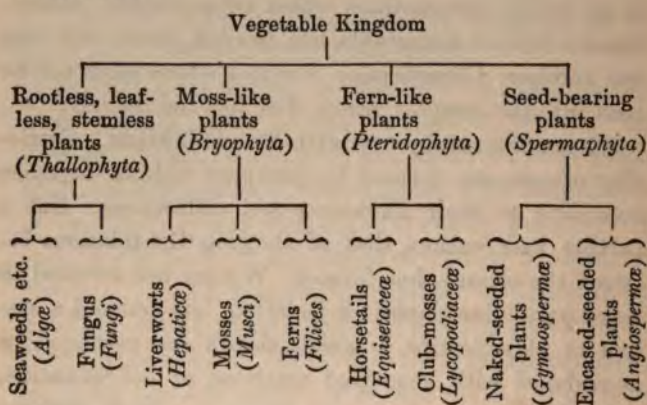 Vegetable Kingdom
Rootless, leaf-
less, stemless
plants
(Thallophyta)
Moss-like
plants
(Bryophyta)
Fern-like
plants
(Pteridophyta)
Seed-bearing
plants
(Spermaphyta)
Seaweeds, etc.
(Algæ)
Fungus
(Fungi)
Liverworts
(Hepaticæ)
Mosses
(Musci)
Ferns
(Filices)
Horsetails
(Equisetaceæ)
Club-mosses
(Lycopodiaceæ)
Naked-seeded
plants
(Gymnospermæ)
Encased-seeded
plants
(Angiospermæ)